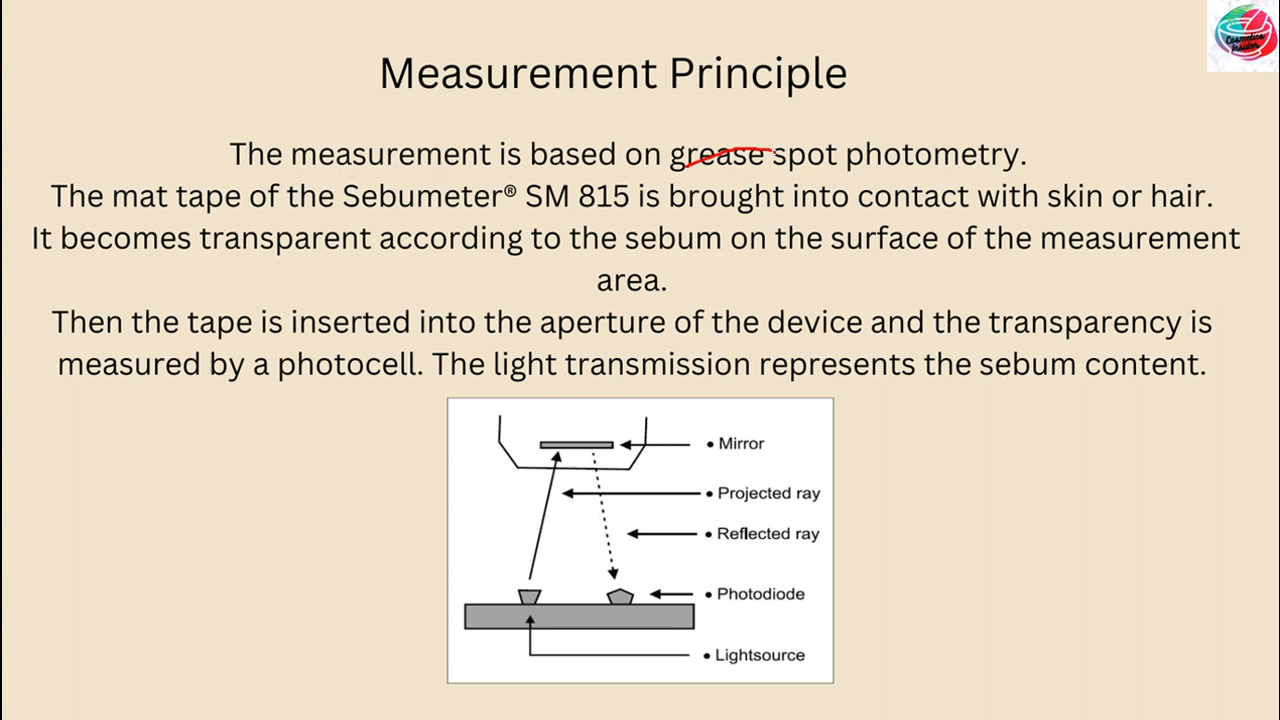 Cosmetics
Insider
Measurement Principle
The measurement is based on grease spot photometry.
The mat tape of the Sebumeter® SM 815 is brought into contact with skin or hair.
It becomes transparent according to the sebum on the surface of the measurement
area.
Then the tape is inserted into the aperture of the device and the transparency is
measured by a photocell. The light transmission represents the sebum content.
• Mirror
• Projected ray
• Reflected ray
• Photodiode
• Lightsource